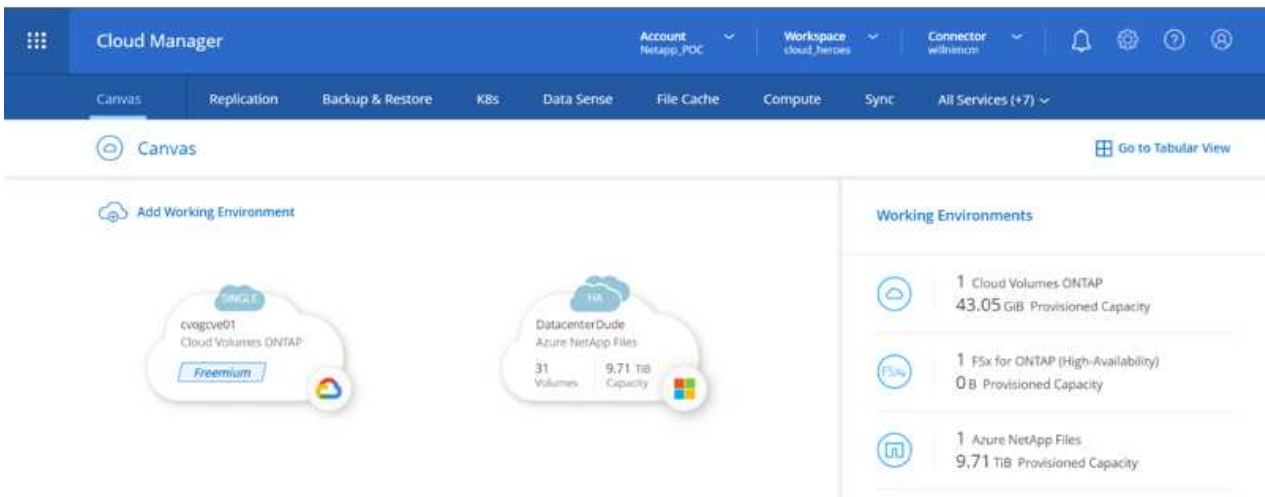 Cloud Manager
Account
Netapp_POC
Workspace
cloud_heroes
Connector
willnimcm
Canvas
Replication
Backup & Restore
K8s
Data Sense
File Cache
Compute
Sync
All Services (+7)
Canvas
Go to Tabular View
Add Working Environment
SINGLE
cvogcve01
Cloud Volumes ONTAP
Freemium
HA
DatacenterDude
Azure NetApp Files
31
9.71 TiB
Volumes
Capacity
Working Environments
1 Cloud Volumes ONTAP
43.05 GiB Provisioned Capacity
FSx
1 FSx for ONTAP (High-Availability)
0 B Provisioned Capacity
1 Azure NetApp Files
9.71 TiB Provisioned Capacity